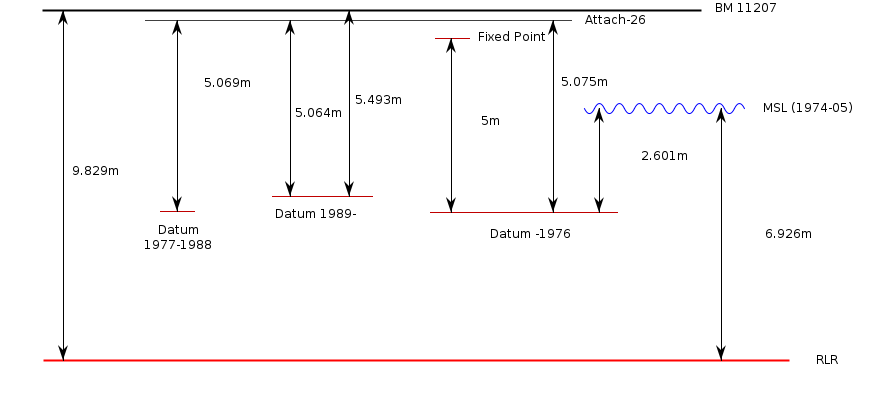 BM 11207
Attach-26
Fixed Point
5.069m
5.075m
5.493m
5.064m
MSL (1974-05)
5m
2.601m
9.829m
Datum 1989-
Datum
1977-1988
Datum -1976
6.926m
RLR